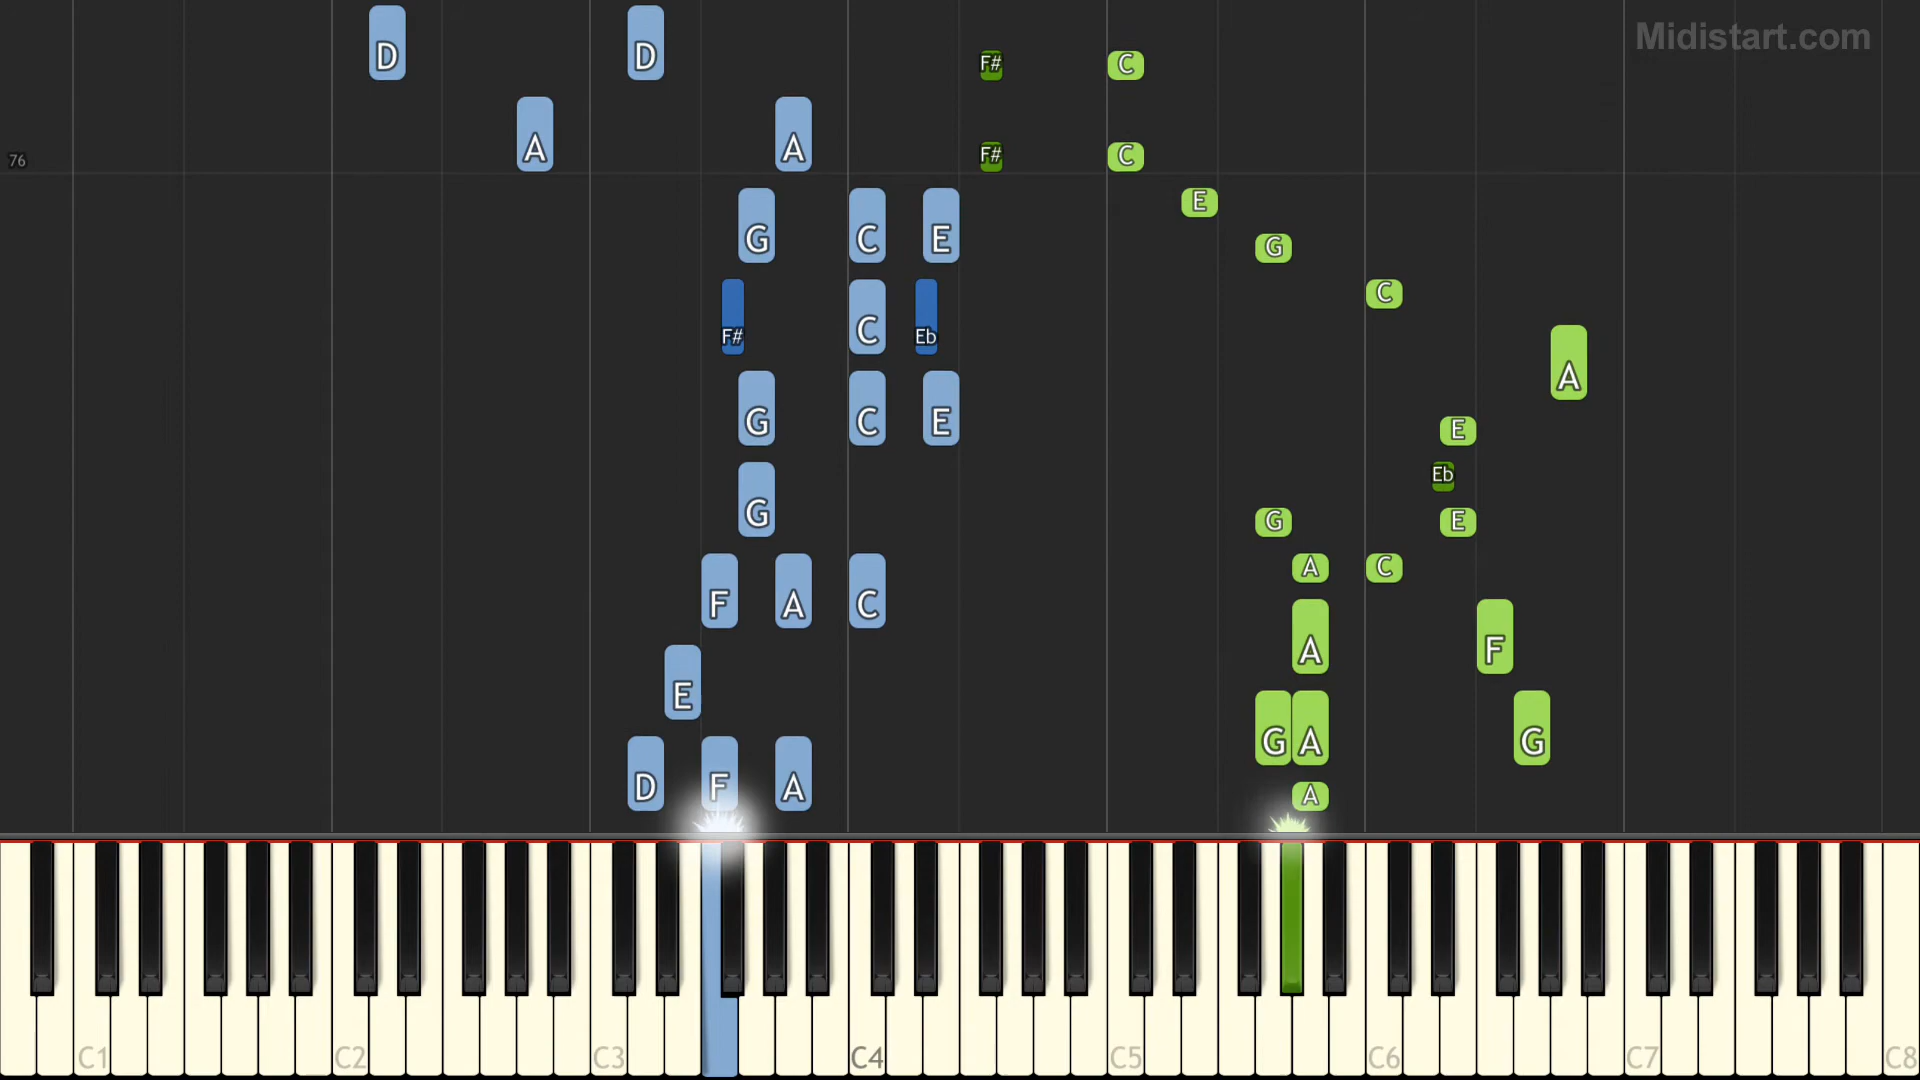 Midistart.com
D D
F# C
A A
F# C
76
E
G C E
G
C
F# C Eb
A
G C E
E
Eb
G
G E
A C
F A C
A F
E
G A G
D F A
A
C1 C2 C3 C4 C5 C6 C7 C8